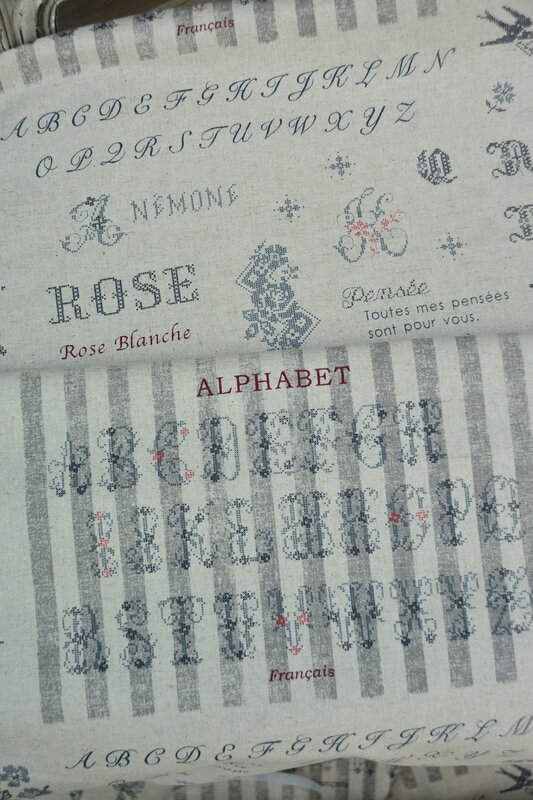 Français
A B C D E F G H I J K L M N
O P Q R S T U V W X Y Z
Q
A NÉMONE
K
ROSE
Pensée
Toutes mes pensées
sont pour vous.
Rose Blanche
ALPHABET
A B C D E F G H
I K L M N O P Q
R S T U V W X Y Z
Français
A B C D E F G H I J K L M